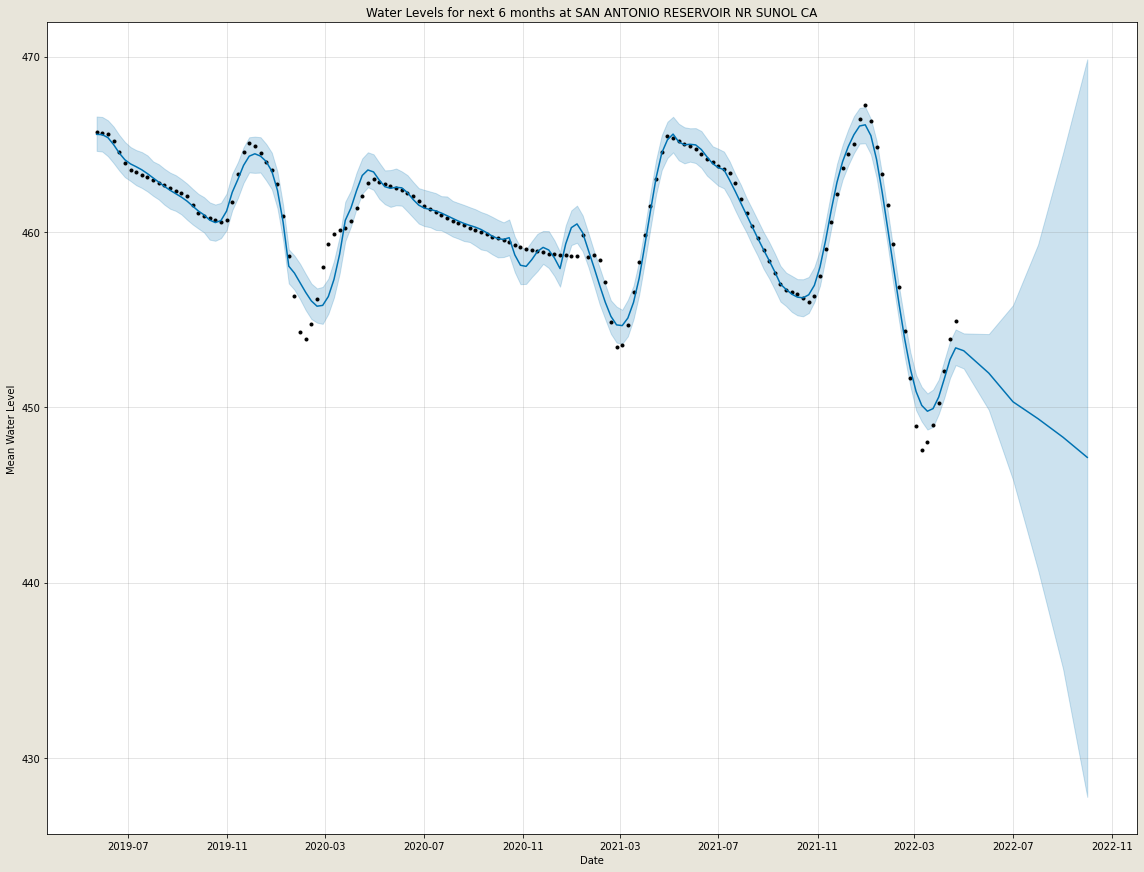 Water Levels for next 6 months at SAN ANTONIO RESERVOIR NR SUNOL CA
Mean Water Level
470
460
450
440
430
2019-07 2019-11 2020-03 2020-07 2020-11 2021-03 2021-07 2021-11 2022-03 2022-07 2022-11
Date